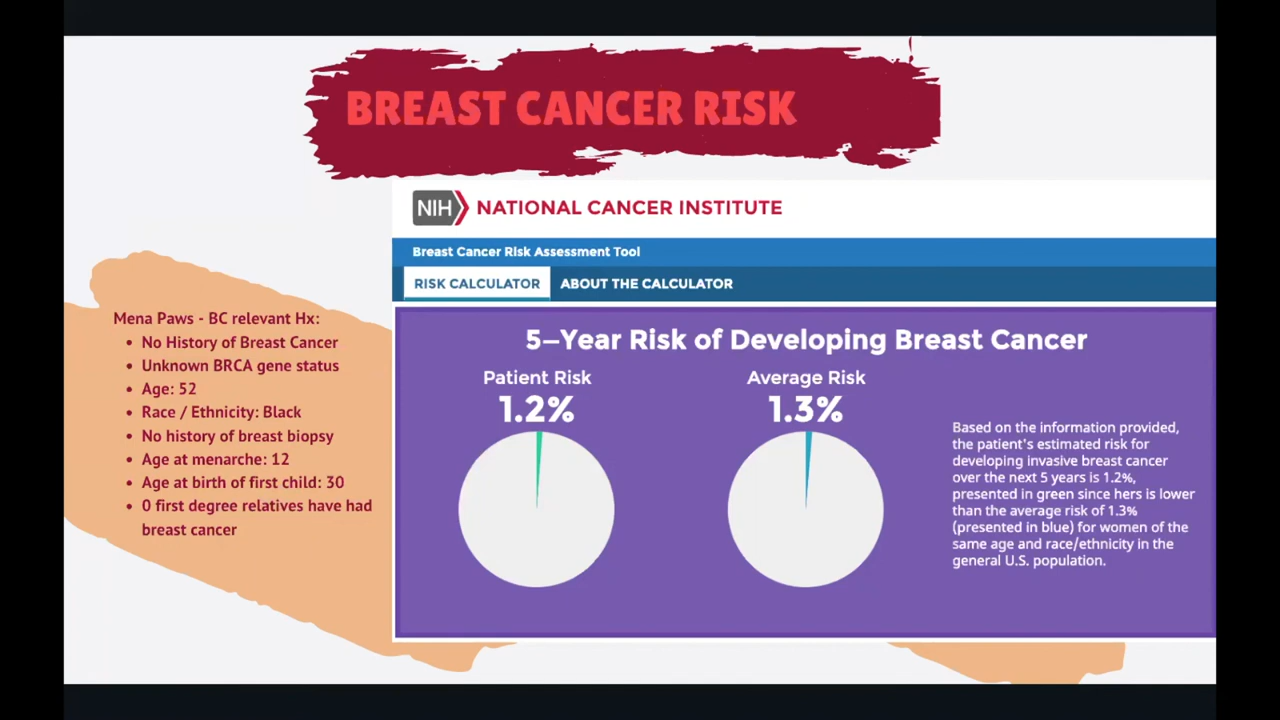 BREAST CANCER RISK
NIH NATIONAL CANCER INSTITUTE
Breast Cancer Risk Assessment Tool
RISK CALCULATOR ABOUT THE CALCULATOR
Mena Paws - BC relevant Hx:
• No History of Breast Cancer
• Unknown BRCA gene status
• Age: 52
• Race / Ethnicity: Black
• No history of breast biopsy
• Age at menarche: 12
• Age at birth of first child: 30
• 0 first degree relatives have had
breast cancer
5–Year Risk of Developing Breast Cancer
Patient Risk
1.2%
Average Risk
1.3%
Based on the information provided,
the patient's estimated risk for
developing invasive breast cancer
over the next 5 years is 1.2%,
presented in green since hers is lower
than the average risk of 1.3%
(presented in blue) for women of the
same age and race/ethnicity in the
general U.S. population.